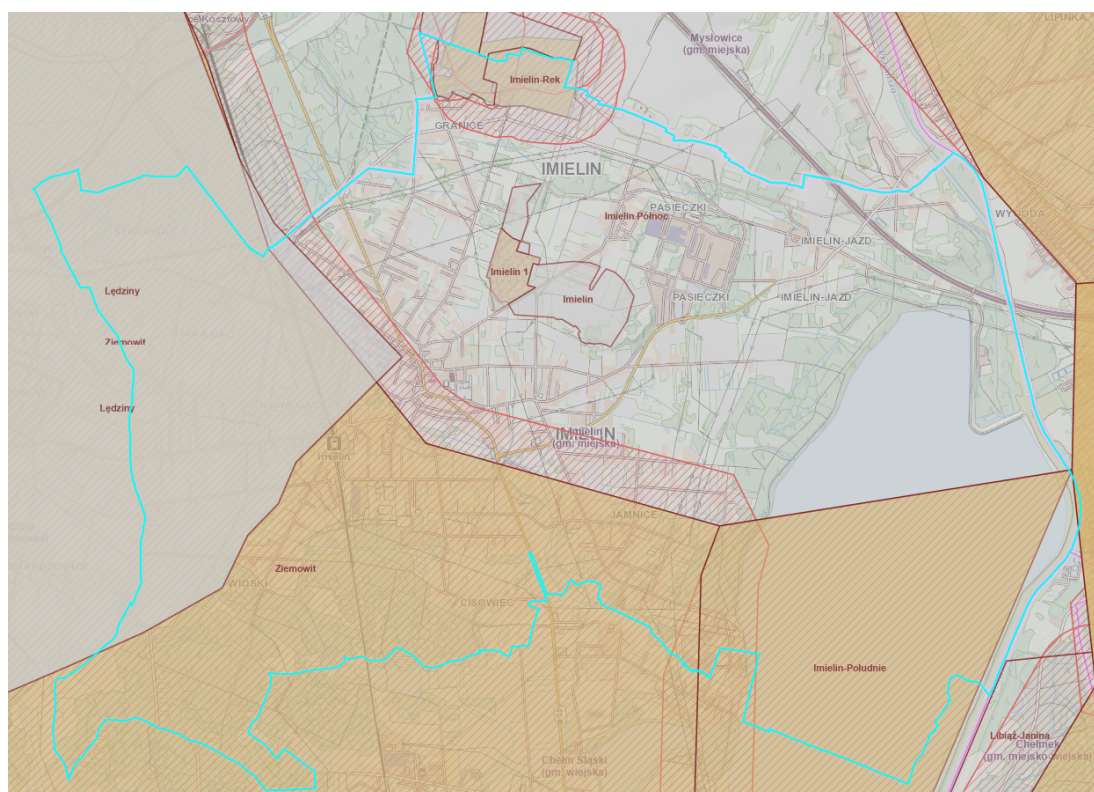 Kosztowy
LIPINKA
Mysłowice
(gm. miejska)
Imielin-Rek
GRANICE
IMIELIN
PASIECZKI
Imielin Północ
WYGODA
IMIELIN-JAZD
Imielin 1
Imielin
PASIECZKI
IMIELIN-JAZD
Lędziny
Ziemowit
Lędziny
IMIELIN
Imielin
(gm. miejska)
Imielin
JAMNICE
Ziemowit
WIOSKI
CISOWIEC
Imielin-Południe
Libiąż-Janina
Chełmek
(gm. miejsko-wiejska)
Chełm Śląski
(gm. wiejska)